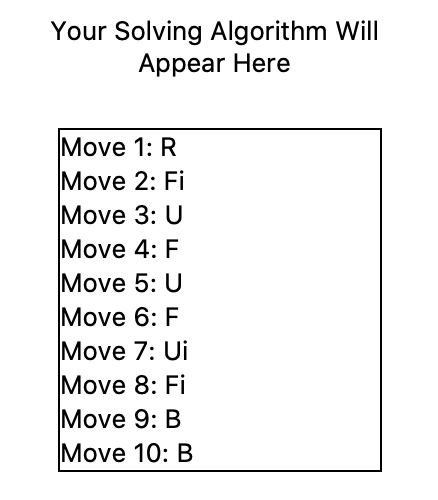 Your Solving Algorithm Will
Appear Here
Move 1: R
Move 2: Fi
Move 3: U
Move 4: F
Move 5: U
Move 6: F
Move 7: Ui
Move 8: Fi
Move 9: B
Move 10: B